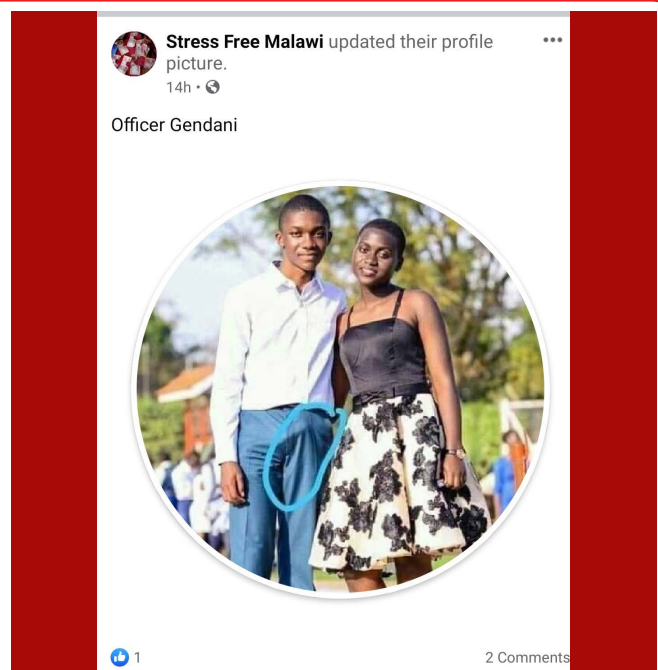 Stress Free Malawi updated their profile
picture.
14h
Officer Gendani
1
2 Comments